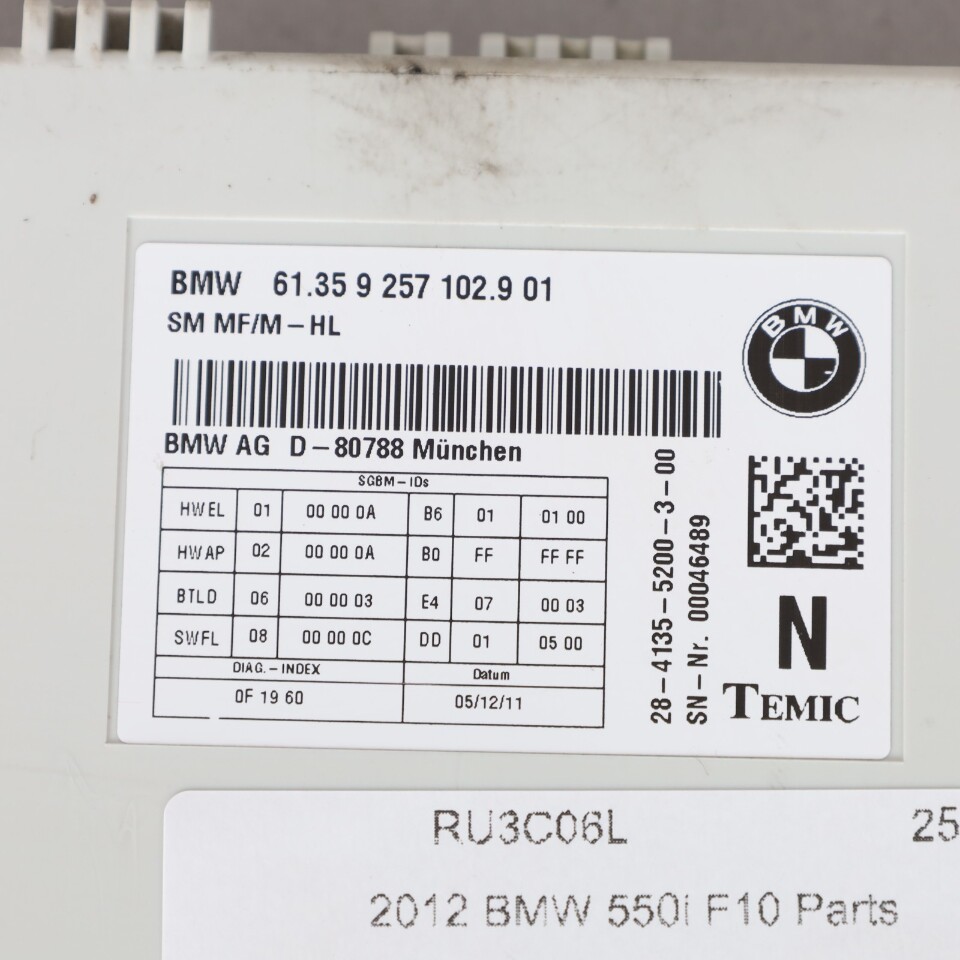 BMW 61.35 9 257 102.9 01
SM MF/M-HL
BMW
BMW AG D-80788 München
SGBM-IDs
HWEL 01 00 00 0A B6 01 01 00
HWAP 02 00 00 0A B0 FF FF FF
BTLD 06 00 00 03 E4 07 00 03
SWFL 08 00 00 0C DD 01 05 00
DIAG.-INDEX Datum
0F 19 60 05/12/11
28-4135-5200-3-00
SN-Nr. 00046489
N
TEMIC
RU3C06L 25
2012 BMW 550i F10 Parts